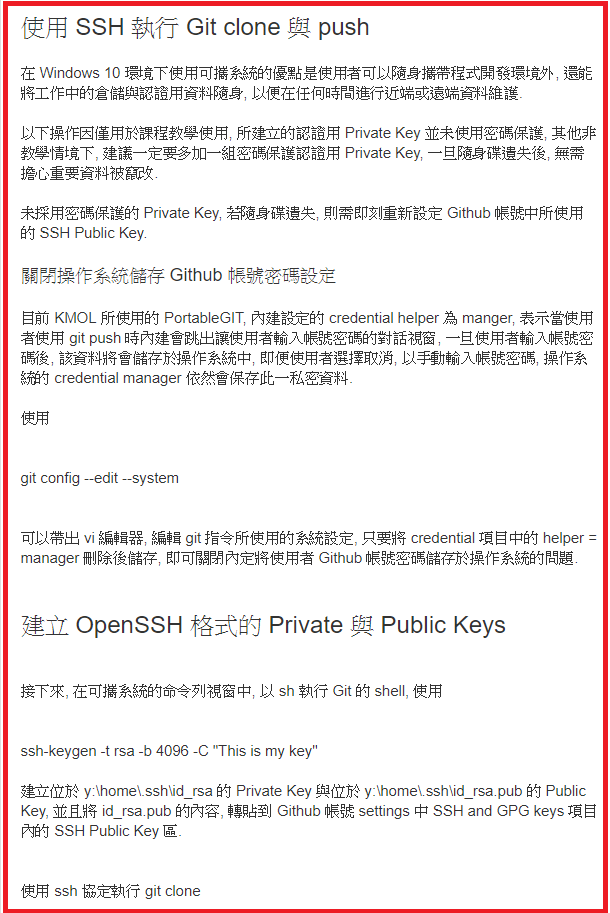 使用 SSH 執行 Git clone 與 push
在 Windows 10 環境下使用可攜系統的優點是使用者可以隨身攜帶程式開發環境外, 還能
將工作中的倉儲與認證用資料隨身, 以便在任何時間進行近端或遠端資料維護.
以下操作因僅用於課程教學使用, 所建立的認證用 Private Key 並未使用密碼保護, 其他非
教學情境下, 建議一定要多加一組密碼保護認證用 Private Key, 一旦隨身碟遺失後, 無需
擔心重要資料被竄改.
未採用密碼保護的 Private Key, 若隨身碟遺失, 則需即刻重新設定 Github 帳號中所使用
的 SSH Public Key.
關閉操作系統儲存 Github 帳號密碼設定
目前 KMOL 所使用的 PortableGIT, 內建設定的 credential helper 為 manger, 表示當使用
者使用 git push 時內建會跳出讓使用者輸入帳號密碼的對話視窗, 一旦使用者輸入帳號密
碼後, 該資料將會儲存於操作系統中, 即便使用者選擇取消, 以手動輸入帳號密碼, 操作系
統的 credential manager 依然會保存此一私密資料.
使用
git config --edit --system
可以帶出 vi 編輯器, 編輯 git 指令所使用的系統設定, 只要將 credential 項目中的 helper =
manager 刪除後儲存, 即可關閉內定將使用者 Github 帳號密碼儲存於操作系統的問題.
建立 OpenSSH 格式的 Private 與 Public Keys
接下來, 在可攜系統的命令列視窗中, 以 sh 執行 Git 的 shell, 使用
ssh-keygen -t rsa -b 4096 -C "This is my key"
建立位於 y:\home\.ssh\id_rsa 的 Private Key 與位於 y:\home\.ssh\id_rsa.pub 的 Public
Key, 並且將 id_rsa.pub 的內容, 轉貼到 Github 帳號 settings 中 SSH and GPG keys 項目
內的 SSH Public Key 區.
使用 ssh 協定執行 git clone